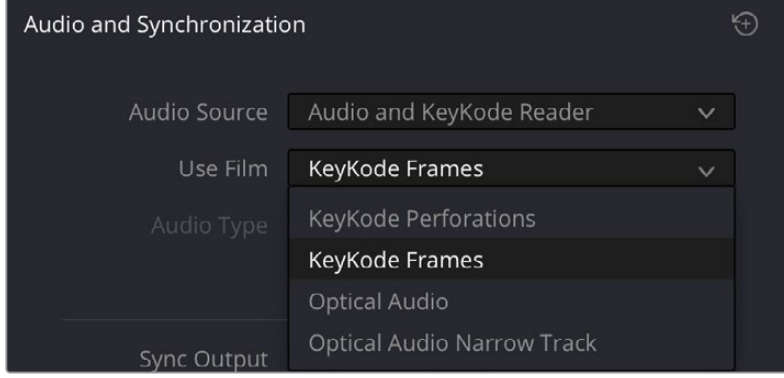 Audio and Synchronization
Audio Source Audio and KeyKode Reader
Use Film KeyKode Frames
Audio Type KeyKode Perforations
KeyKode Frames
Optical Audio
Optical Audio Narrow Track
Sync Output